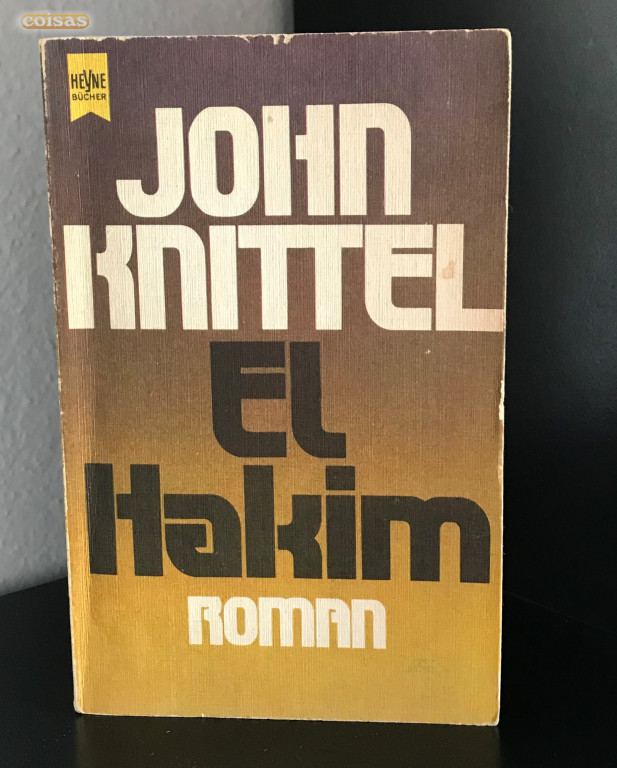 coisas
HEYNE
BÜCHER
JOHN
KNITTEL
El
Hakim
ROMAN